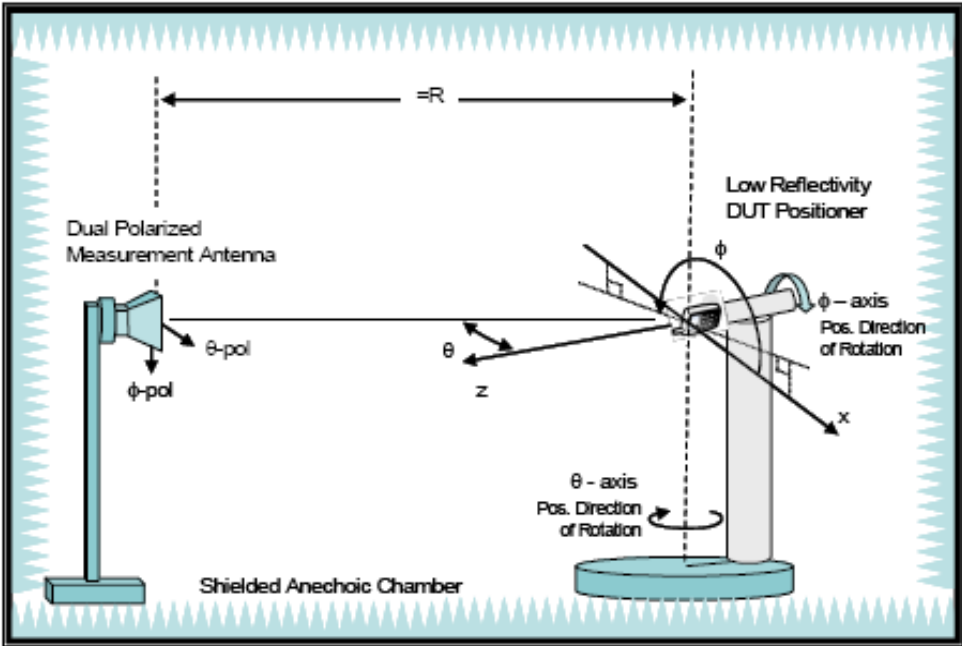 =R
Low Reflectivity
DUT Positioner
Dual Polarized
Measurement Antenna
ϕ
ϕ – axis
Pos. Direction
of Rotation
θ-pol
θ
ϕ-pol
z
x
θ - axis
Pos. Direction
of Rotation
Shielded Anechoic Chamber